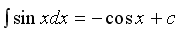 ∫sin xdx = −cos x + c